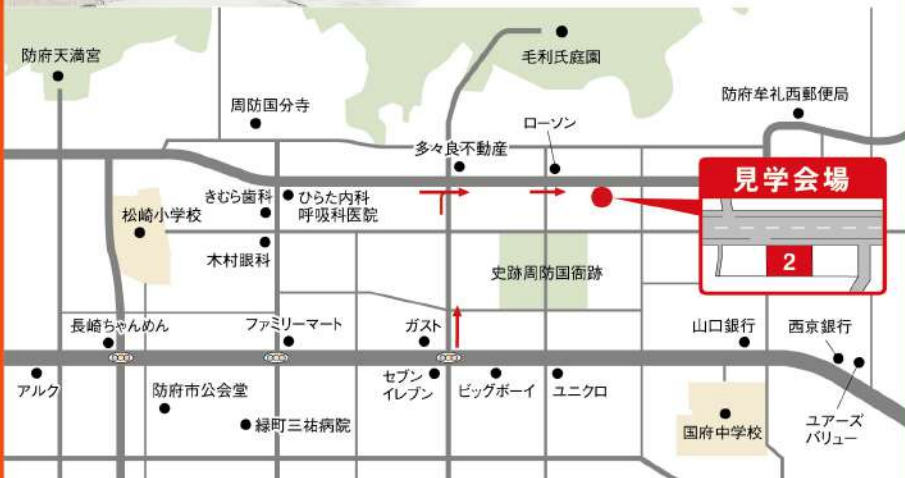 毛利氏庭園
防府天満宮
防府牟礼西郵便局
周防国分寺
ローソン
多々良不動産
見学会場
きむら歯科
ひらた内科
呼吸科医院
松崎小学校
木村眼科
2
史跡周防国衙跡
長崎ちゃんめん
ファミリーマート
ガスト
山口銀行
西京銀行
アルク
防府市公会堂
セブン
イレブン
ビッグボーイ
ユニクロ
緑町三祐病院
国府中学校
ユアーズ
バリュー